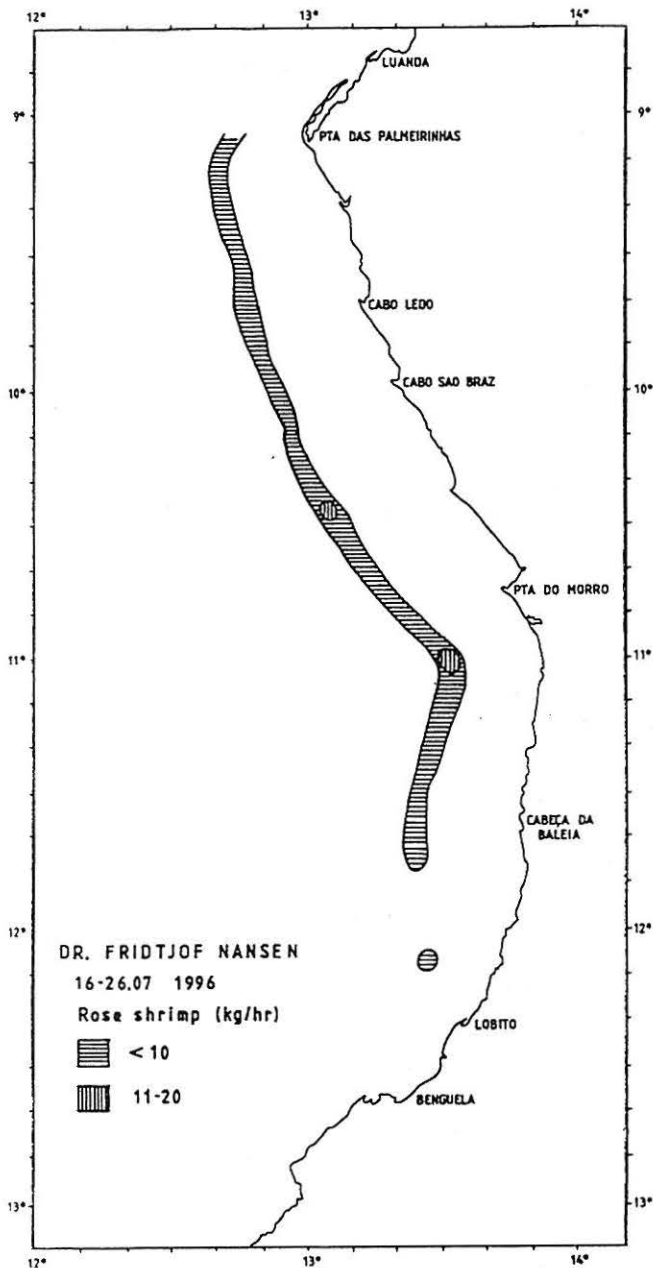 12°
13°
14°
LUANDA
9°
9°
PTA DAS PALMEIRINHAS
CABO LEDO
CABO SAO BRAZ
10°
10°
PTA DO MORRO
11°
11°
CABEÇA DA
BALEIA
12°
12°
DR. FRIDTJOF NANSEN
16-26.07 1996
Rose shrimp (kg/hr)
< 10
11-20
LOBITO
BENGUELA
13°
13°
12°
13°
14°